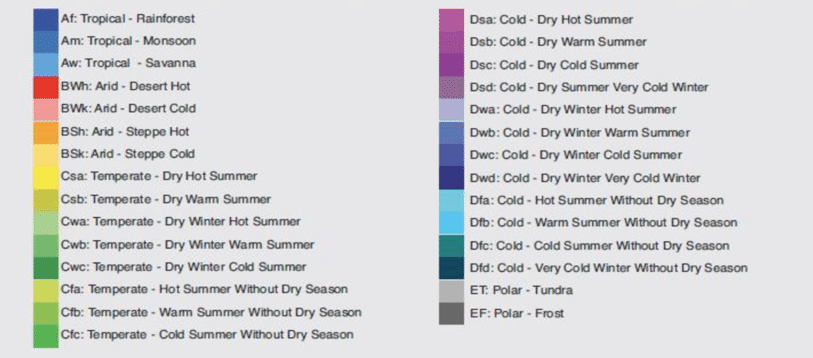 Af: Tropical - Rainforest
Am: Tropical - Monsoon
Aw: Tropical - Savanna
BWh: Arid - Desert Hot
BWk: Arid - Desert Cold
BSh: Arid - Steppe Hot
BSk: Arid - Steppe Cold
Csa: Temperate - Dry Hot Summer
Csb: Temperate - Dry Warm Summer
Cwa: Temperate - Dry Winter Hot Summer
Cwb: Temperate - Dry Winter Warm Summer
Cwc: Temperate - Dry Winter Cold Summer
Cfa: Temperate - Hot Summer Without Dry Season
Cfb: Temperate - Warm Summer Without Dry Season
Cfc: Temperate - Cold Summer Without Dry Season
Dsa: Cold - Dry Hot Summer
Dsb: Cold - Dry Warm Summer
Dsc: Cold - Dry Cold Summer
Dsd: Cold - Dry Summer Very Cold Winter
Dwa: Cold - Dry Winter Hot Summer
Dwb: Cold - Dry Winter Warm Summer
Dwc: Cold - Dry Winter Cold Summer
Dwd: Cold - Dry Winter Very Cold Winter
Dfa: Cold - Hot Summer Without Dry Season
Dfb: Cold - Warm Summer Without Dry Season
Dfc: Cold - Cold Summer Without Dry Season
Dfd: Cold - Very Cold Winter Without Dry Season
ET: Polar - Tundra
EF: Polar - Frost